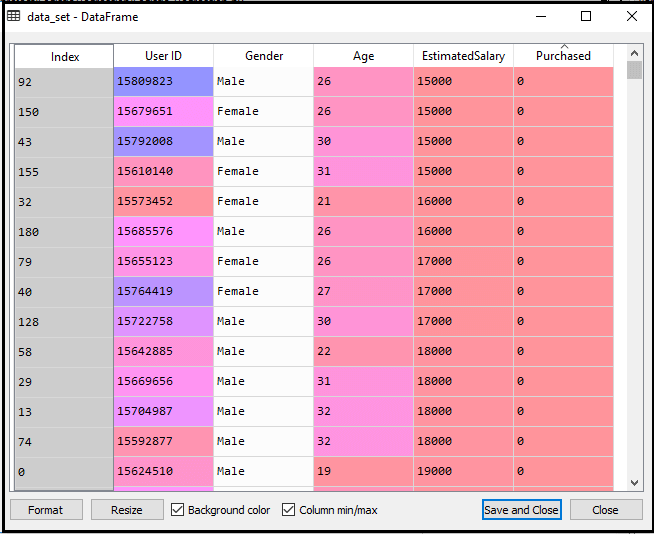 data_set - DataFrame
Index User ID Gender Age EstimatedSalary Purchased
92 15809823 Male 26 15000 0
150 15679651 Female 26 15000 0
43 15792008 Male 30 15000 0
155 15610140 Female 31 15000 0
32 15573452 Female 21 16000 0
180 15685576 Male 26 16000 0
79 15655123 Female 26 17000 0
40 15764419 Female 27 17000 0
128 15722758 Male 30 17000 0
58 15642885 Male 22 18000 0
29 15669656 Male 31 18000 0
13 15704987 Male 32 18000 0
74 15592877 Male 32 18000 0
0 15624510 Male 19 19000 0
Format Resize Background color Column min/max Save and Close Close